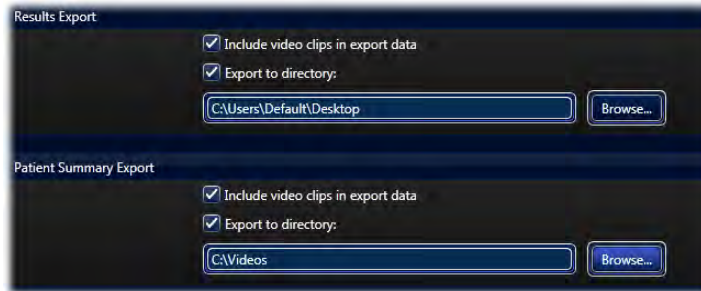 Results Export
Include video clips in export data
Export to directory:
C:\Users\Default\Desktop Browse...
Patient Summary Export
Include video clips in export data
Export to directory:
C:\Videos Browse...